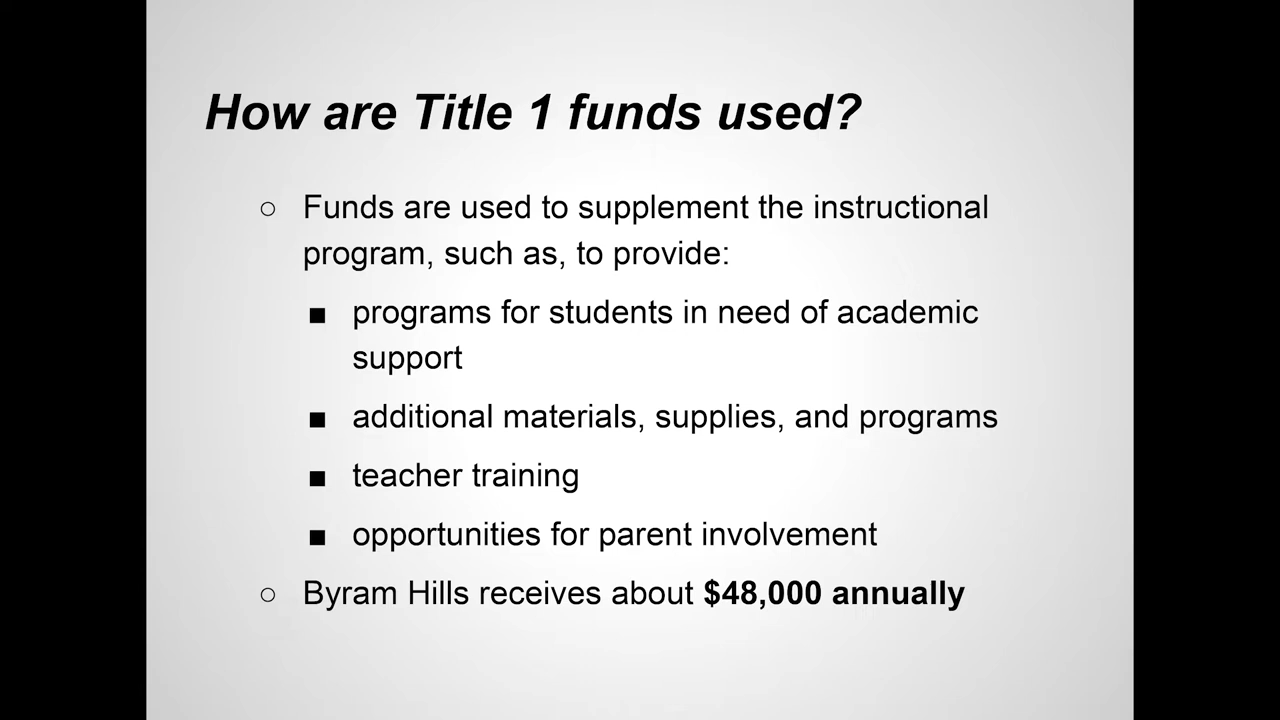 How are Title 1 funds used?
○ Funds are used to supplement the instructional
program, such as, to provide:
■ programs for students in need of academic
support
■ additional materials, supplies, and programs
■ teacher training
■ opportunities for parent involvement
○ Byram Hills receives about $48,000 annually